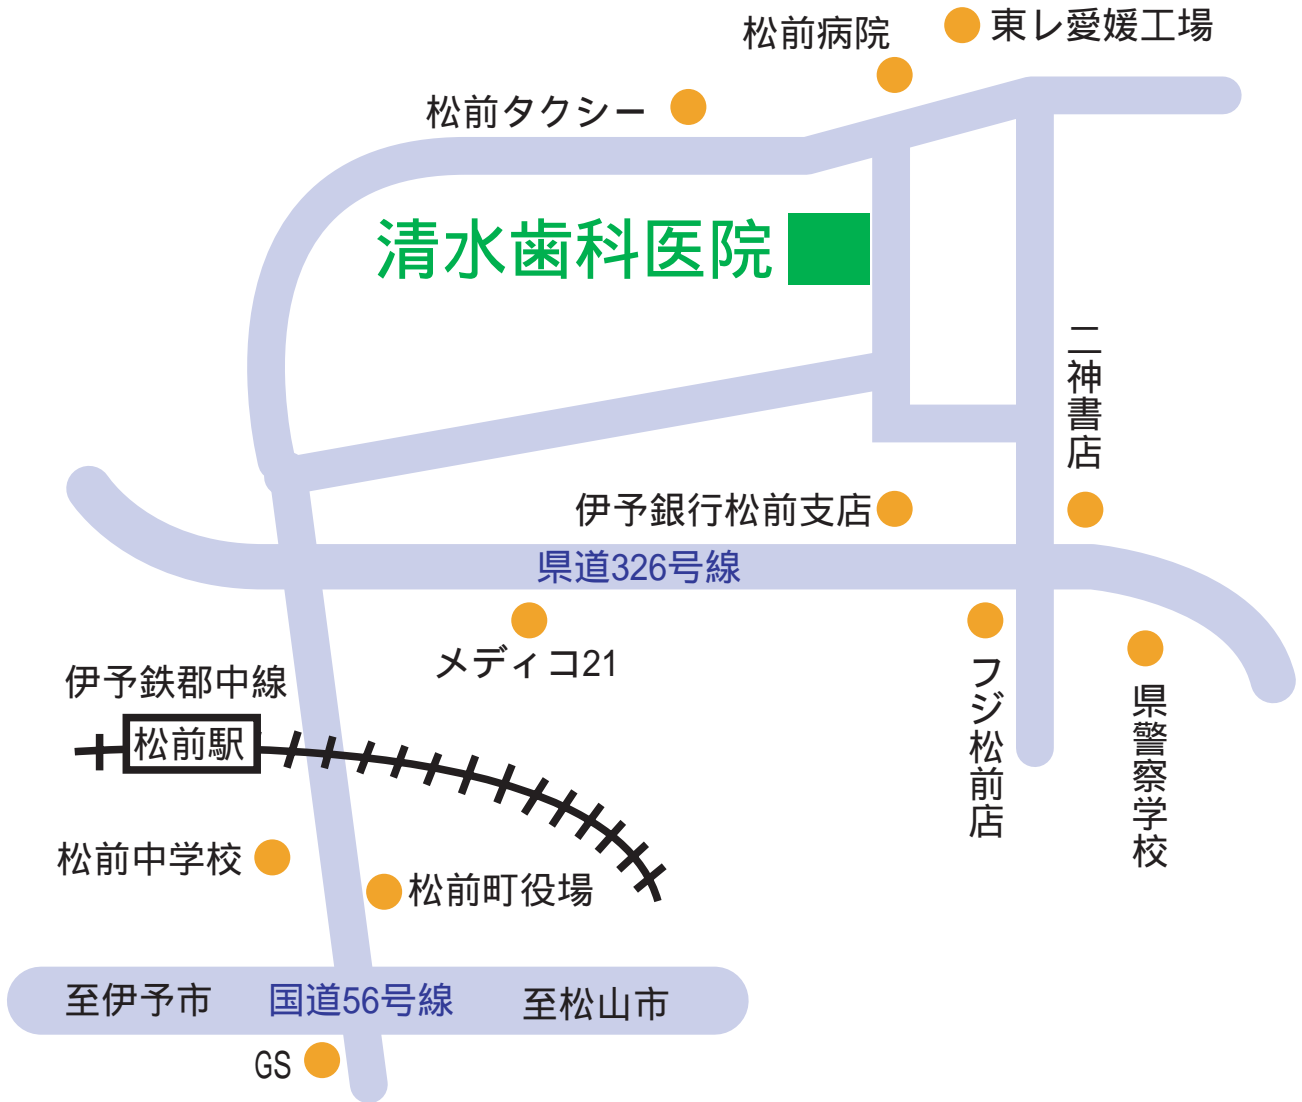 東レ愛媛工場
松前病院
松前タクシー
清水歯科医院
二神書店
伊予銀行松前支店
県道326号線
メディコ21
フジ松前店
県警察学校
伊予鉄郡中線
松前駅
松前中学校
松前町役場
至伊予市
国道56号線
至松山市
GS